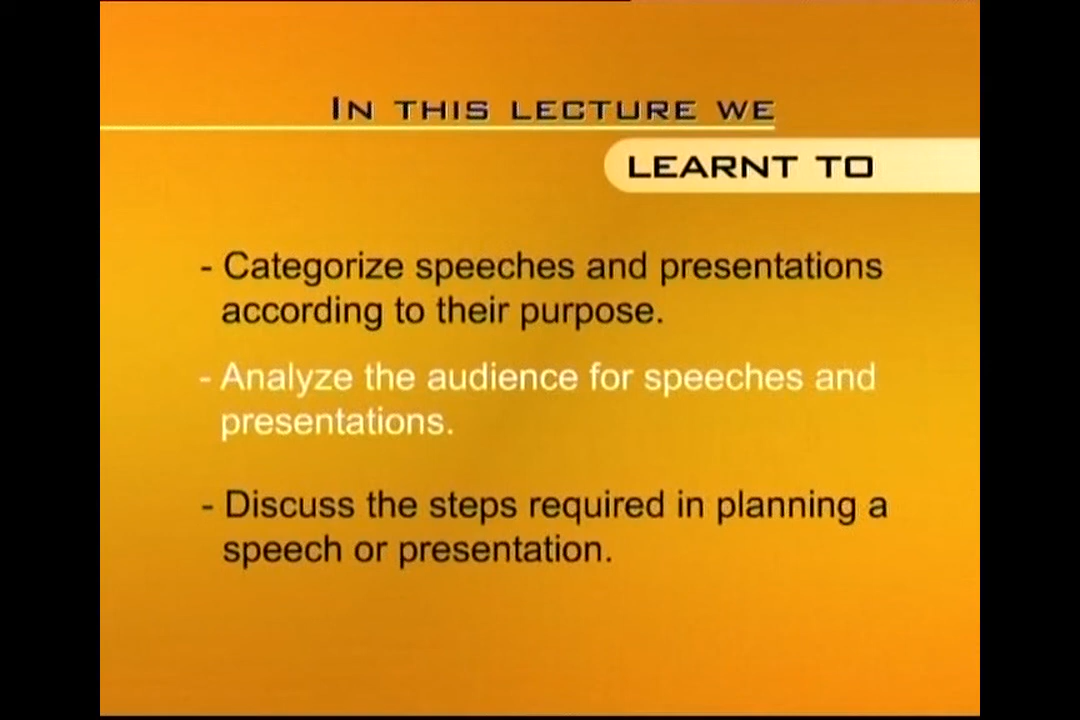 In this lecture we
learnt to
- Categorize speeches and presentations
according to their purpose.
- Analyze the audience for speeches and
presentations.
- Discuss the steps required in planning a
speech or presentation.